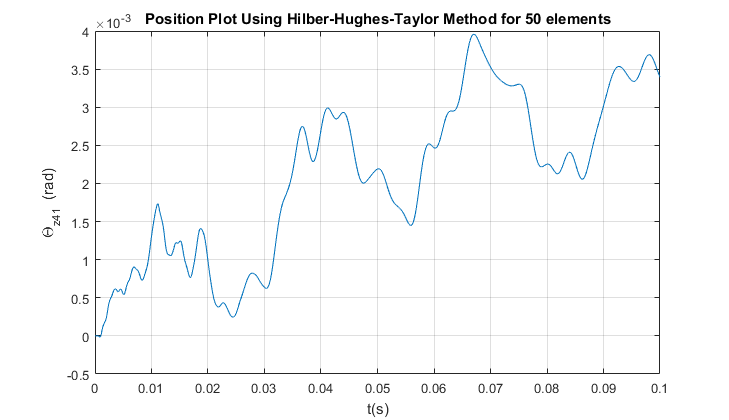 Position Plot Using Hilber-Hughes-Taylor Method for 50 elements
×10⁻³
4
3.5
3
2.5
2
1.5
1
0.5
0
-0.5
Θz41 (rad)
0 0.01 0.02 0.03 0.04 0.05 0.06 0.07 0.08 0.09 0.1
t(s)